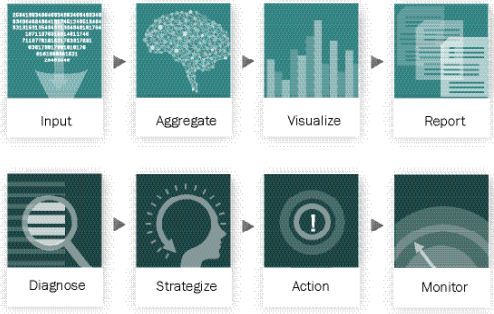 Input
Aggregate
Visualize
Report
Diagnose
Strategize
Action
!
Monitor